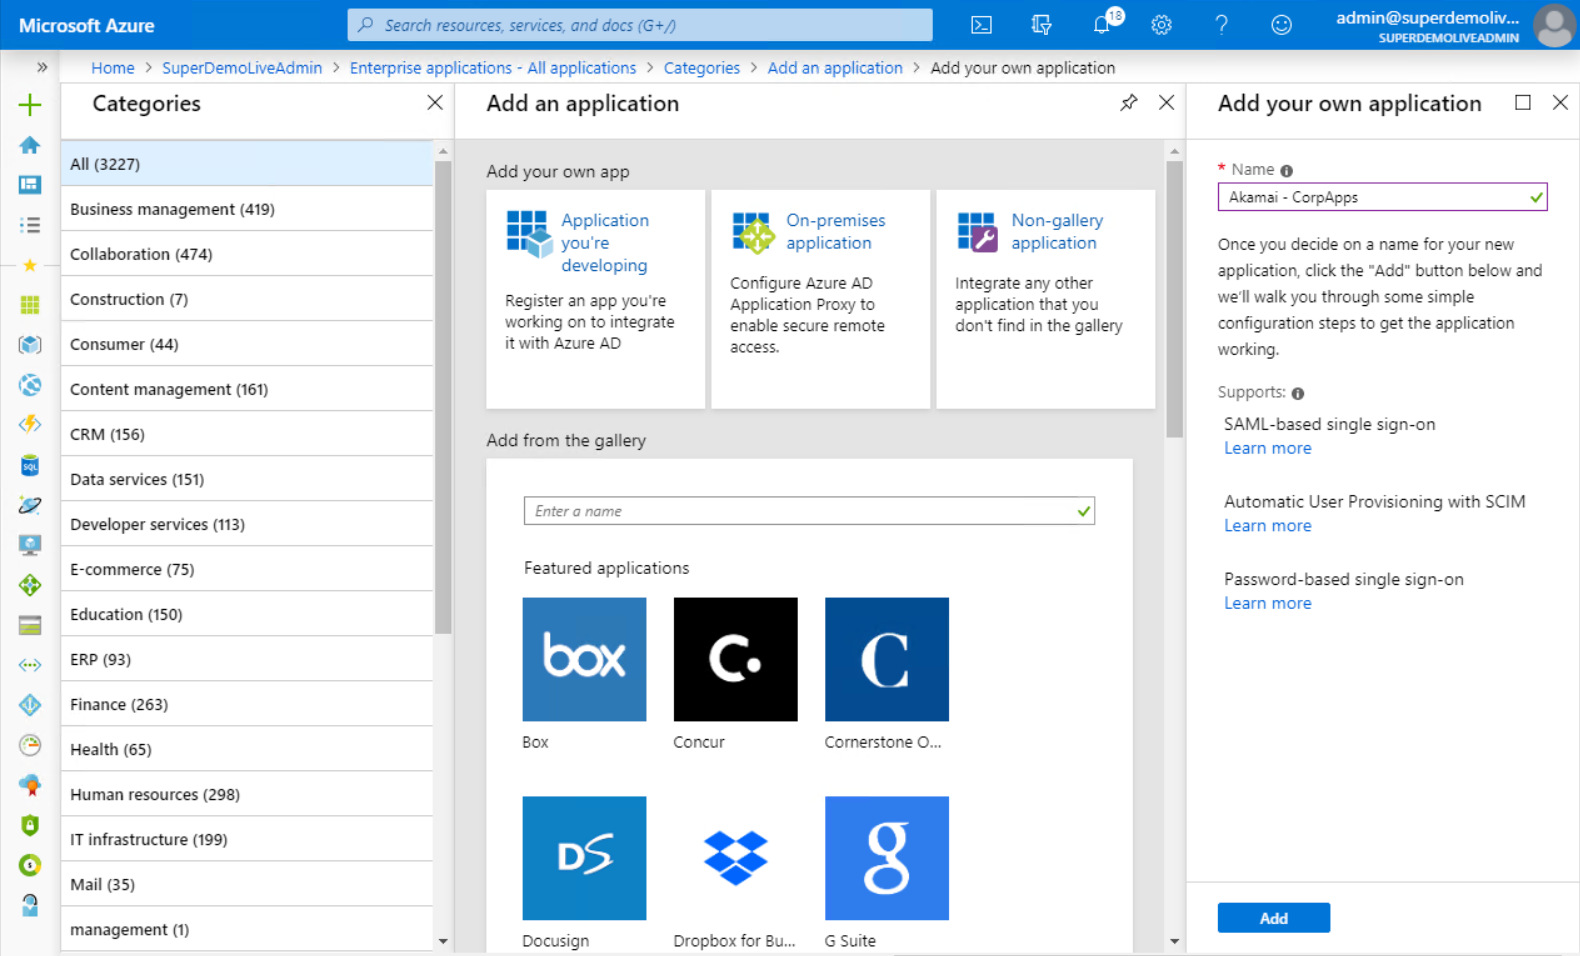 Microsoft Azure
Search resources, services, and docs (G+/)
18
admin@superdemoliv...
SUPERDEMOLIVEADMIN
Home > SuperDemoLiveAdmin > Enterprise applications - All applications > Categories > Add an application > Add your own application
Categories
All (3227)
Business management (419)
Collaboration (474)
Construction (7)
Consumer (44)
Content management (161)
CRM (156)
Data services (151)
Developer services (113)
E-commerce (75)
Education (150)
ERP (93)
Finance (263)
Health (65)
Human resources (298)
IT infrastructure (199)
Mail (35)
management (1)
SQL
Add an application
Add your own app
Application
you're
developing
Register an app you're
working on to integrate
it with Azure AD
On-premises
application
Configure Azure AD
Application Proxy to
enable secure remote
access.
Non-gallery
application
Integrate any other
application that you
don't find in the gallery
Add from the gallery
Enter a name
Featured applications
box
Box
C.
Concur
C
Cornerstone O...
DS
Docusign
Dropbox for Bu...
g
G Suite
Add your own application
* Name
Akamai - CorpApps
Once you decide on a name for your new
application, click the "Add" button below and
we'll walk you through some simple
configuration steps to get the application
working.
Supports:
SAML-based single sign-on
Learn more
Automatic User Provisioning with SCIM
Learn more
Password-based single sign-on
Learn more
Add